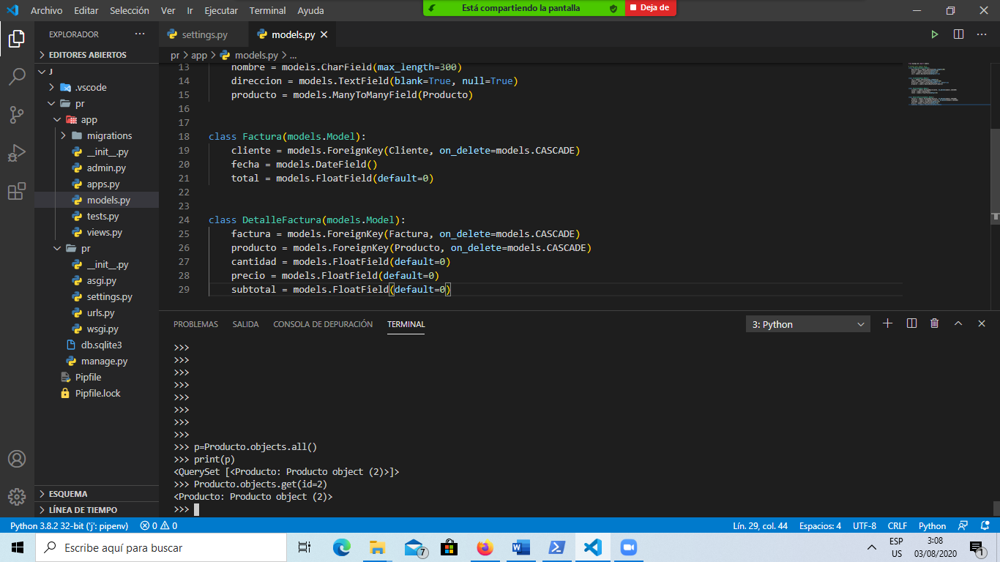 Archivo Editar Selección Ver Ir Ejecutar Terminal Ayuda
Está compartiendo la pantalla
Deja de
EXPLORADOR
EDITORES ABIERTOS
J
.vscode
pr
app
migrations
__init__.py
admin.py
apps.py
models.py
tests.py
views.py
pr
__init__.py
asgi.py
settings.py
urls.py
wsgi.py
db.sqlite3
manage.py
Pipfile
Pipfile.lock
ESQUEMA
LÍNEA DE TIEMPO
settings.py
models.py
pr > app > models.py > ...
13 nombre = models.CharField(max_length=300)
14 direccion = models.TextField(blank=True, null=True)
15 producto = models.ManyToManyField(Producto)
16
17
18 class Factura(models.Model):
19 cliente = models.ForeignKey(Cliente, on_delete=models.CASCADE)
20 fecha = models.DateField()
21 total = models.FloatField(default=0)
22
23
24 class DetalleFactura(models.Model):
25 factura = models.ForeignKey(Factura, on_delete=models.CASCADE)
26 producto = models.ForeignKey(Producto, on_delete=models.CASCADE)
27 cantidad = models.FloatField(default=0)
28 precio = models.FloatField(default=0)
29 subtotal = models.FloatField(default=0)
PROBLEMAS SALIDA CONSOLA DE DEPURACIÓN TERMINAL
3: Python
>>>
>>>
>>>
>>>
>>>
>>>
>>>
>>>
>>> p=Producto.objects.all()
>>> print(p)
<QuerySet [<Producto: Producto object (2)>]>
>>> Producto.objects.get(id=2)
<Producto: Producto object (2)>
>>>
Python 3.8.2 32-bit ('j': pipenv) 0 0
Lín. 29, col. 44 Espacios: 4 UTF-8 CRLF Python
Escribe aquí para buscar
7
ESP
US
3:08
03/08/2020
1